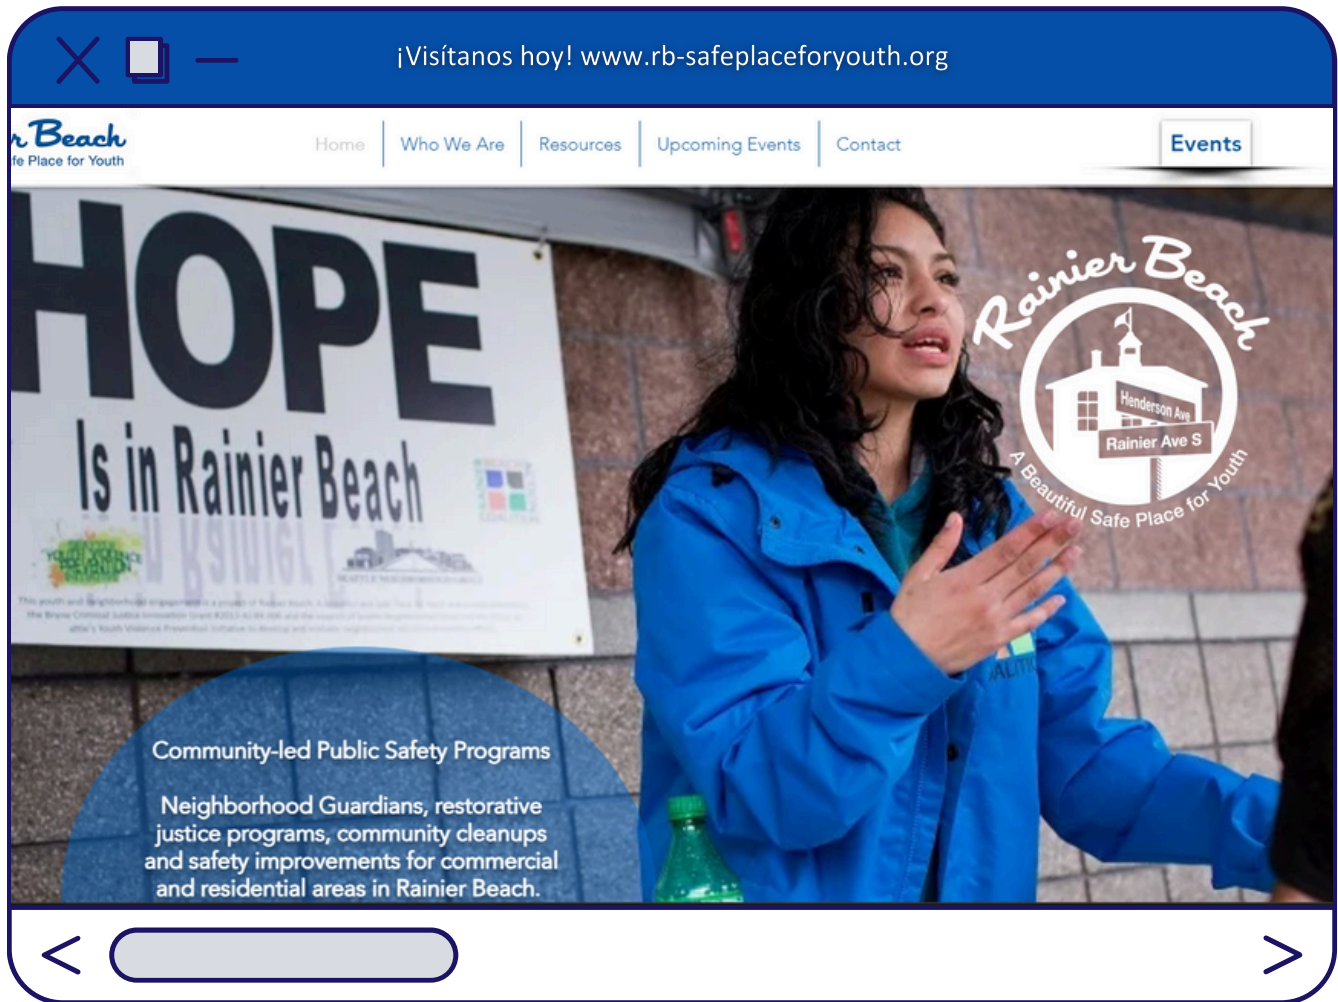 ¡Visítanos hoy! www.rb-safeplaceforyouth.org
r Beach
fe Place for Youth
Home
Who We Are
Resources
Upcoming Events
Contact
Events
HOPE
Is in Rainier Beach
Rainier Beach
Henderson Ave
Rainier Ave S
A Beautiful Safe Place for Youth
Community-led Public Safety Programs
Neighborhood Guardians, restorative
justice programs, community cleanups
and safety improvements for commercial
and residential areas in Rainier Beach.